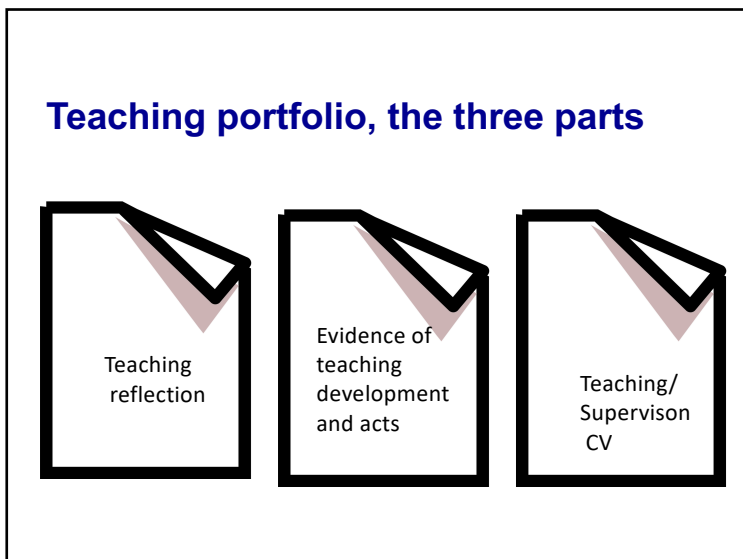 Teaching portfolio, the three parts
Teaching
reflection
Evidence of
teaching
development
and acts
Teaching/
Supervison
CV